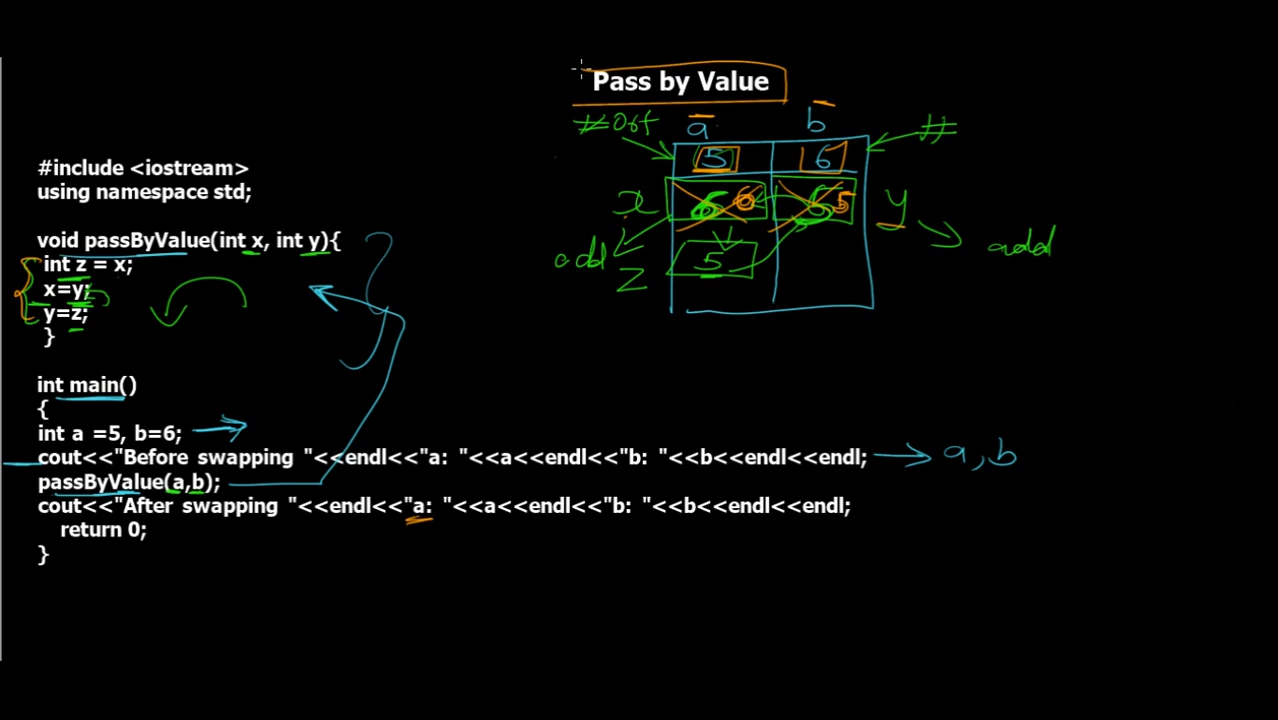 Pass by Value
a b
5 6
x 6 5 y
add add
z 5
#include <iostream>
using namespace std;
void passByValue(int x, int y){
int z = x;
x=y;
y=z;
}
int main()
{
int a =5, b=6;
cout<<"Before swapping "<<endl<<"a: "<<a<<endl<<"b: "<<b<<endl<<endl; a,b
passByValue(a,b);
cout<<"After swapping "<<endl<<"a: "<<a<<endl<<"b: "<<b<<endl<<endl;
return 0;
}